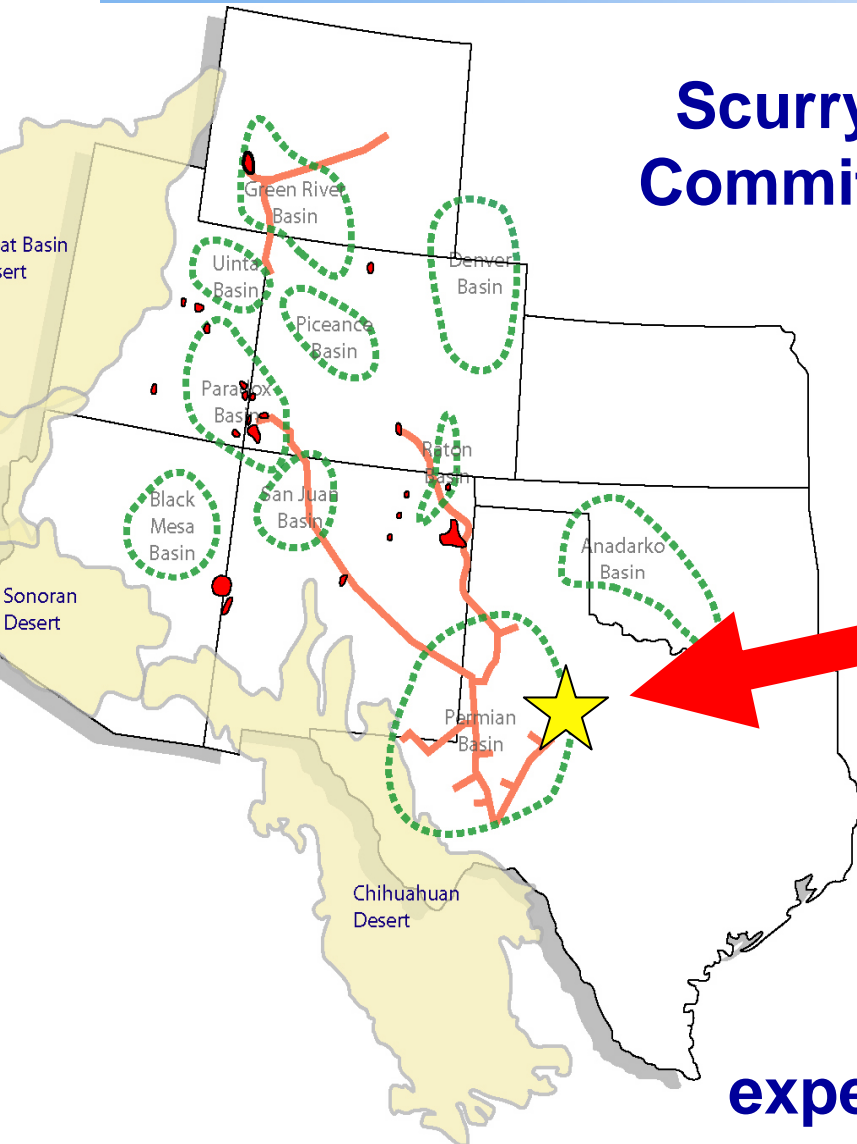 Scurry
Commit
Green River
Basin
at Basin
sert
Uinta
Basin
Denver
Basin
Piceance
Basin
Paradox
Basin
Raton
Basin
San Juan
Basin
Black
Mesa
Basin
Anadarko
Basin
Sonoran
Desert
Permian
Basin
Chihuahuan
Desert
expe